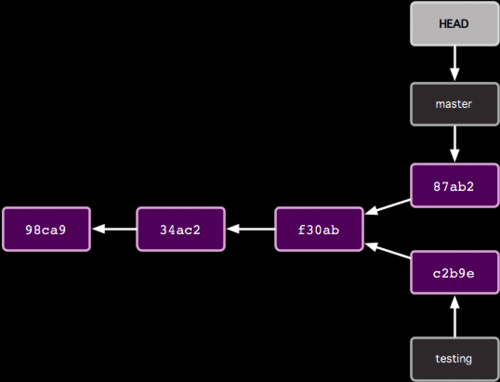 HEAD
master
87ab2
98ca9
34ac2
f30ab
c2b9e
testing